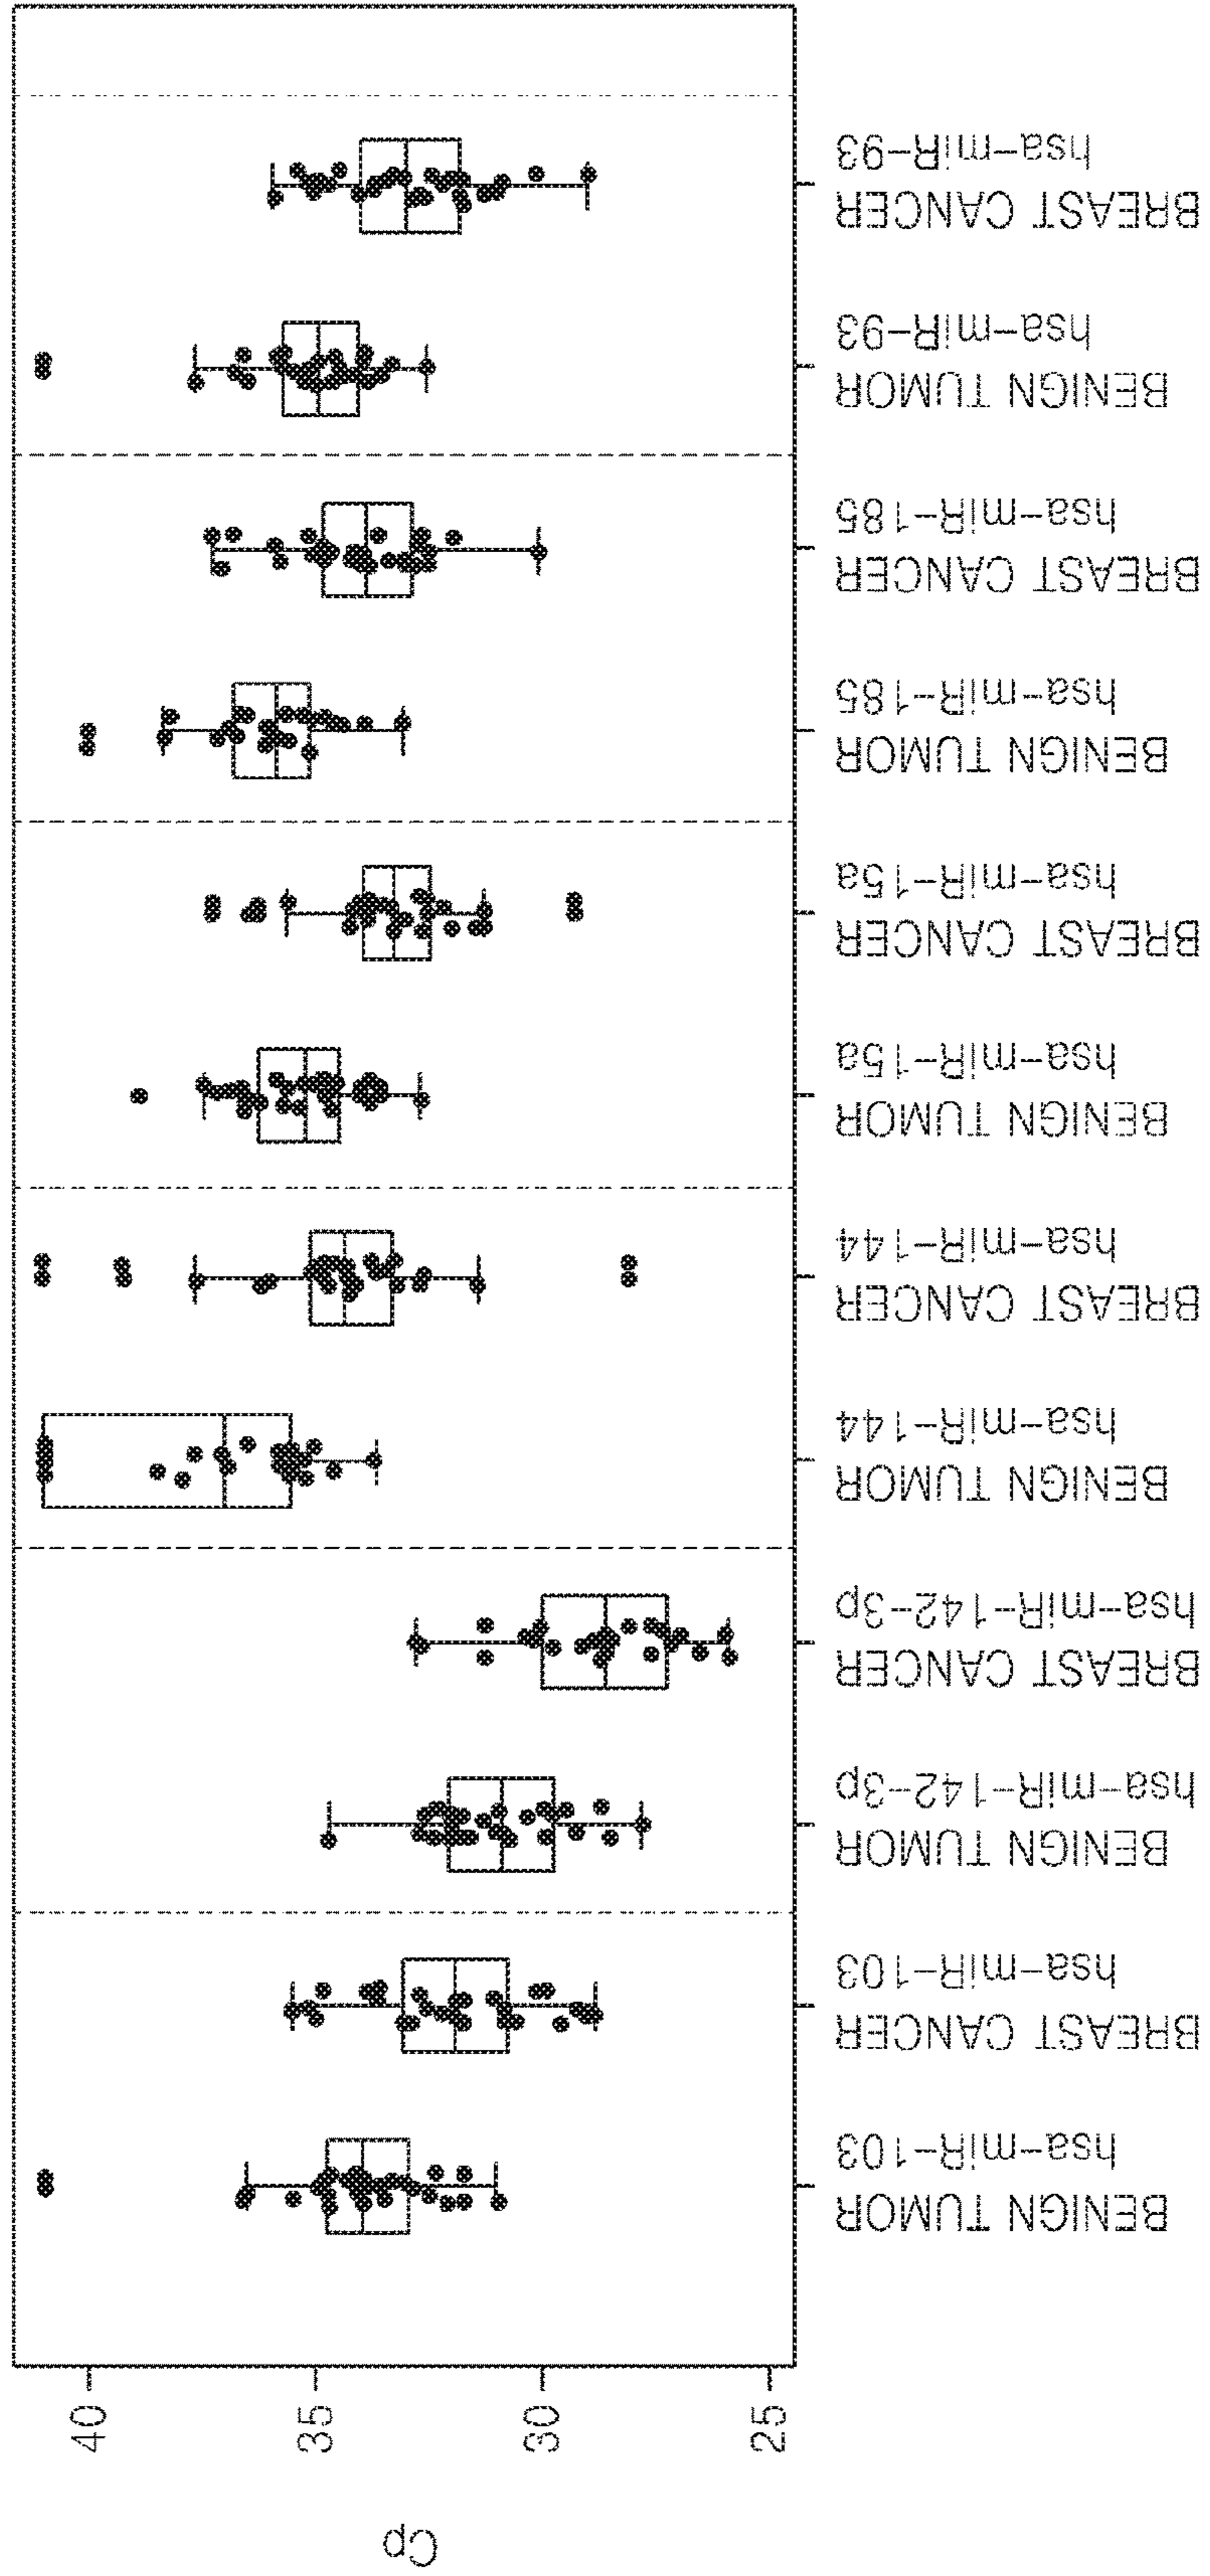 Cp
40
35
30
25
BENIGN TUMOR
hsa-miR-103
BREAST CANCER
hsa-miR-103
BENIGN TUMOR
hsa-miR-142-3p
BREAST CANCER
hsa-miR-142-3p
BENIGN TUMOR
hsa-miR-144
BREAST CANCER
hsa-miR-144
BENIGN TUMOR
hsa-miR-15a
BREAST CANCER
hsa-miR-15a
BENIGN TUMOR
hsa-miR-185
BREAST CANCER
hsa-miR-185
BENIGN TUMOR
hsa-miR-93
BREAST CANCER
hsa-miR-93